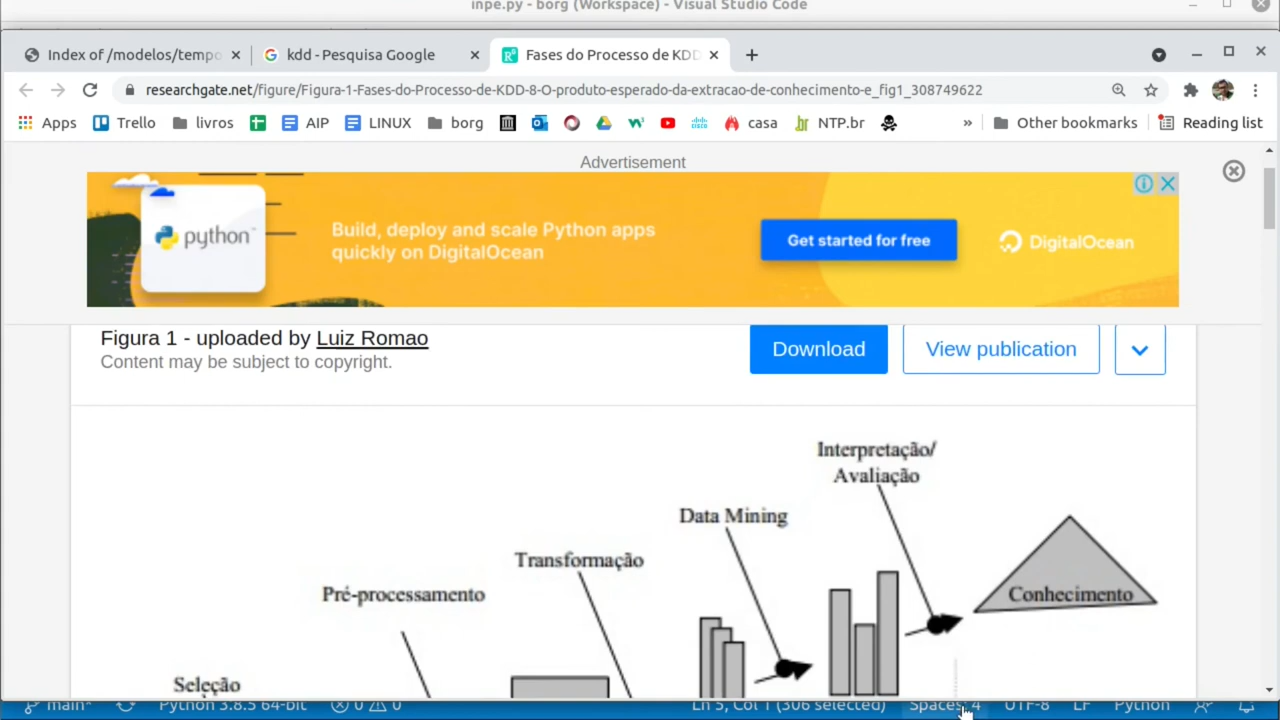 inpe.py - borg (Workspace) - Visual Studio Code
Index of /modelos/tempo
kdd - Pesquisa Google
Fases do Processo de KDD
researchgate.net/figure/Figura-1-Fases-do-Processo-de-KDD-8-O-produto-esperado-da-extracao-de-conhecimento-e_fig1_308749622
Apps Trello livros AIP LINUX borg casa NTP.br » Other bookmarks Reading list
Advertisement
python
Build, deploy and scale Python apps
quickly on DigitalOcean
Get started for free
DigitalOcean
Figura 1 - uploaded by Luiz Romao
Content may be subject to copyright.
Download
View publication
Interpretação/
Avaliação
Data Mining
Transformação
Pré-processamento
Conhecimento
Seleção
main* Python 3.8.5 64-bit 0 0 Ln 5, Col 1 (306 selected) Spaces: 4 UTF-8 LF Python